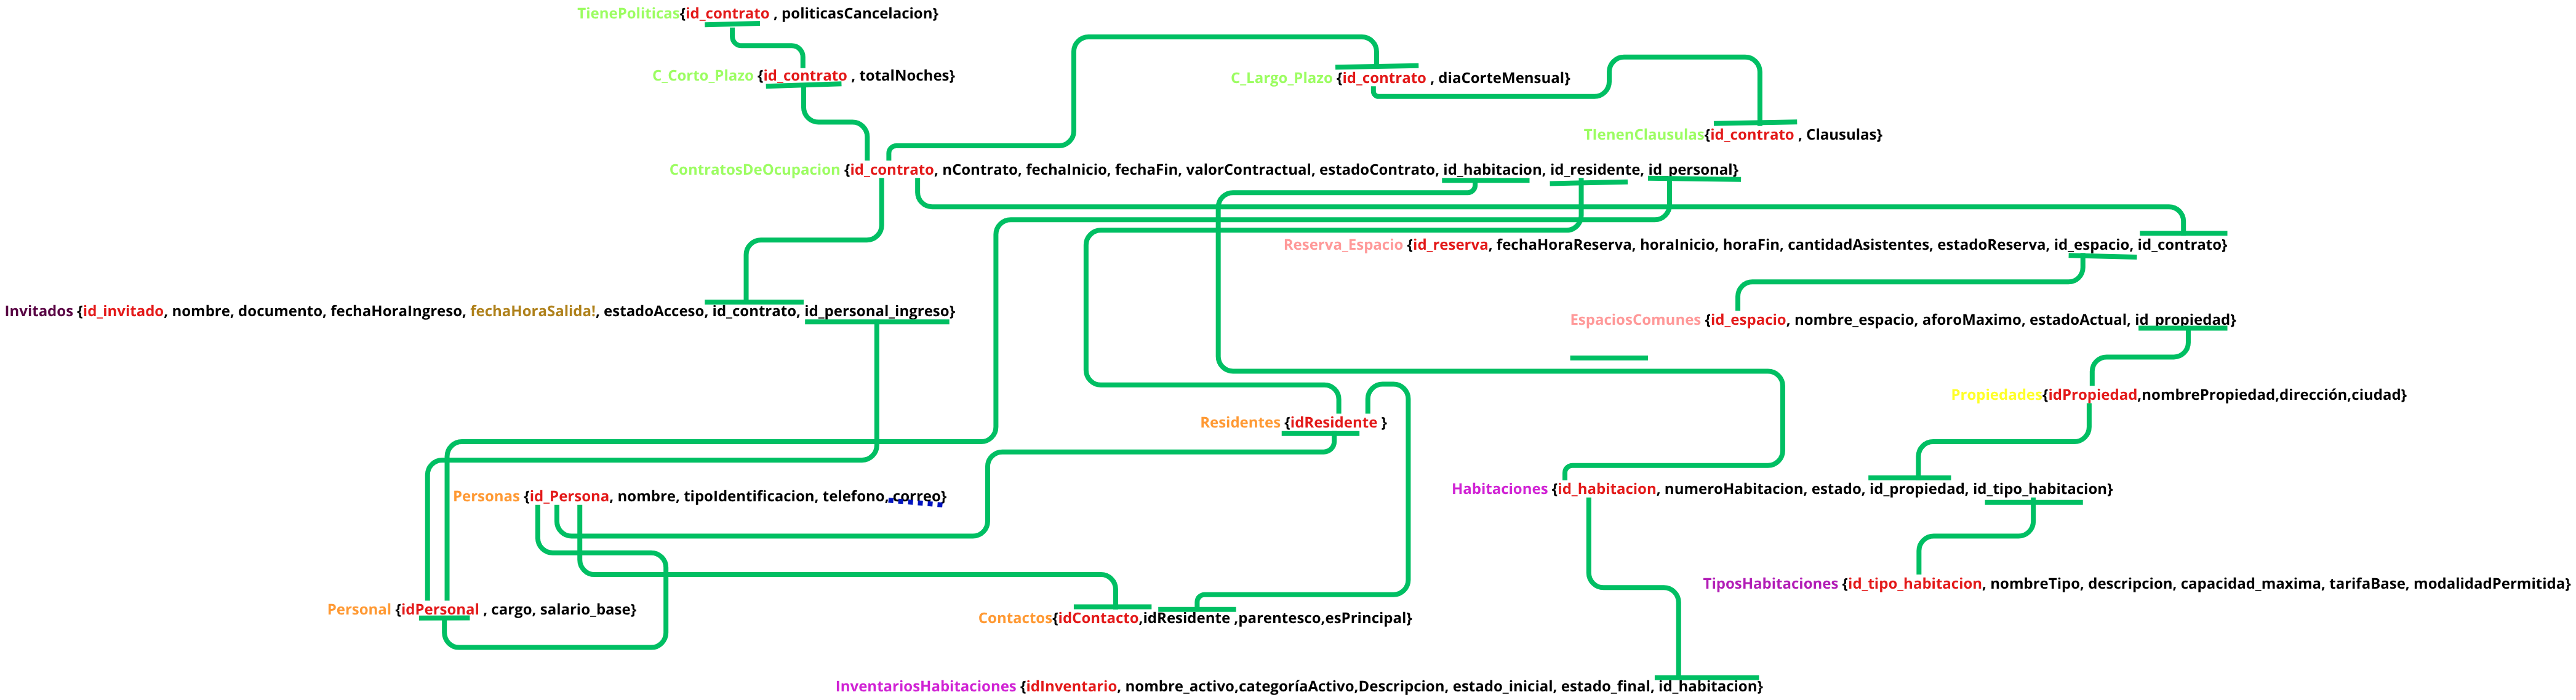 TienePoliticas{id_contrato , politicasCancelacion}
C_Corto_Plazo {id_contrato , totalNoches}
C_Largo_Plazo {id_contrato , diaCorteMensual}
TIenenClausulas{id_contrato , Clausulas}
ContratosDeOcupacion {id_contrato, nContrato, fechaInicio, fechaFin, valorContractual, estadoContrato, id_habitacion, id_residente, id_personal}
Reserva_Espacio {id_reserva, fechaHoraReserva, horaInicio, horaFin, cantidadAsistentes, estadoReserva, id_espacio, id_contrato}
Invitados {id_invitado, nombre, documento, fechaHoraIngreso, fechaHoraSalida!, estadoAcceso, id_contrato, id_personal_ingreso}
EspaciosComunes {id_espacio, nombre_espacio, aforoMaximo, estadoActual, id_propiedad}
Propiedades{idPropiedad,nombrePropiedad,dirección,ciudad}
Residentes {idResidente }
Habitaciones {id_habitacion, numeroHabitacion, estado, id_propiedad, id_tipo_habitacion}
Personas {id_Persona, nombre, tipoIdentificacion, telefono, correo}
TiposHabitaciones {id_tipo_habitacion, nombreTipo, descripcion, capacidad_maxima, tarifaBase, modalidadPermitida}
Personal {idPersonal , cargo, salario_base}
Contactos{idContacto,idResidente ,parentesco,esPrincipal}
InventariosHabitaciones {idInventario, nombre_activo,categoríaActivo,Descripcion, estado_inicial, estado_final, id_habitacion}